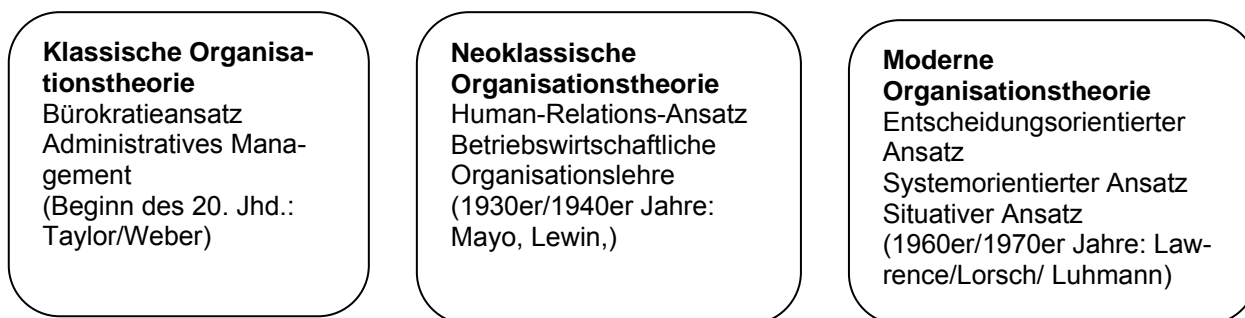 Klassische Organisa-
tionstheorie
Bürokratieansatz
Administratives Mana-
gement
(Beginn des 20. Jhd.:
Taylor/Weber)
Neoklassische
Organisationstheorie
Human-Relations-Ansatz
Betriebswirtschaftliche
Organisationslehre
(1930er/1940er Jahre:
Mayo, Lewin,)
Moderne
Organisationstheorie
Entscheidungsorientierter
Ansatz
Systemorientierter Ansatz
Situativer Ansatz
(1960er/1970er Jahre: Law-
rence/Lorsch/ Luhmann)